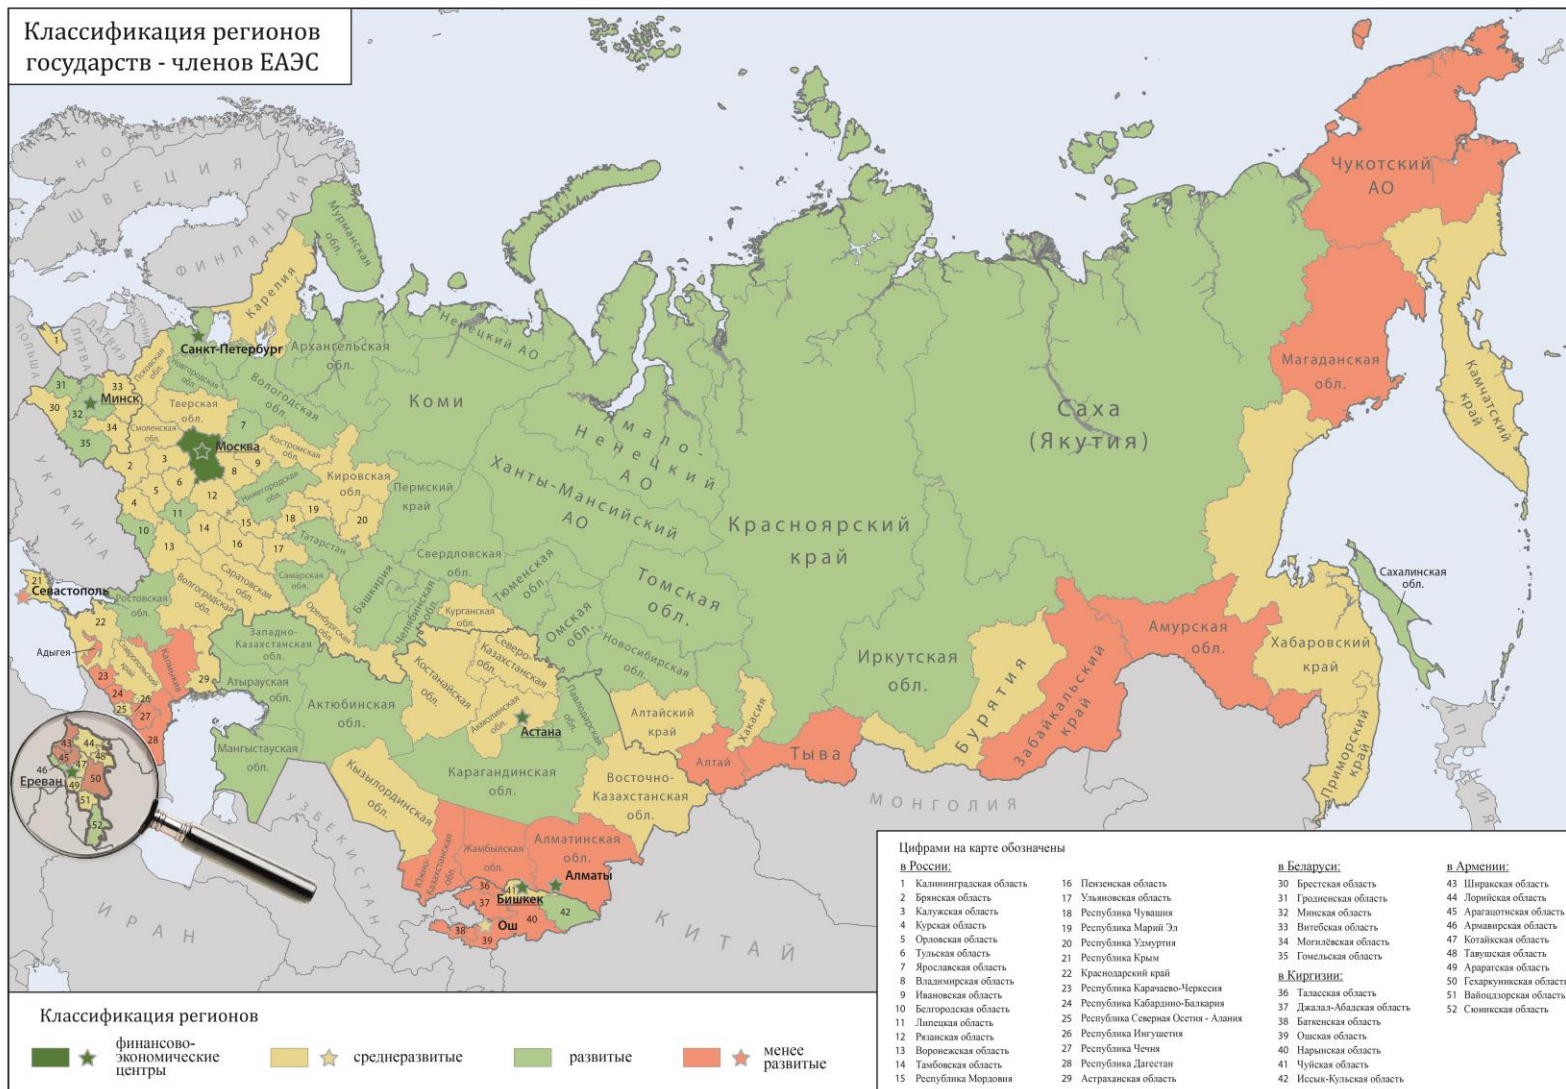 Классификация регионов
государств - членов ЕАЭС
НОРВЕГИЯ
ШВЕЦИЯ
ФИНЛЯНДИЯ
ЭСТОНИЯ
ЛАТВИЯ
ЛИТВА
ПОЛЬША
УКРАИНА
Мурманская
обл.
Карелия
Санкт-Петербург
Архангельская
обл.
Ненецкий АО
Псковская
обл.
Новгородская
обл.
Вологодская
обл.
Коми
Тверская
обл.
Смоленская
обл.
Минск
Москва
Костромская
обл.
Кировская
обл.
Нижегородская
обл.
Пермский
край
Ямало-
Ненецкий
АО
Ханты-Мансийский
АО
Красноярский
край
Саха
(Якутия)
Чукотский
АО
Магаданская
обл.
Камчатский
край
Сахалинская
обл.
Хабаровский
край
Приморский
край
Амурская
обл.
Забайкальский
край
Бурятия
Иркутская
обл.
Тыва
Хакасия
Алтай
Алтайский
край
Томская
обл.
Новосибирская
обл.
Омская
обл.
Тюменская
обл.
Свердловская
обл.
Курганская
обл.
Челябинская
обл.
Башкирия
Татарстан
Самарская
обл.
Оренбургская
обл.
Саратовская
обл.
Волгоградская
обл.
Ростовская
обл.
Севастополь
Адыгея
Ставропольский
край
Калмыкия
Западно-
Казахстанская
обл.
Атырауская
обл.
Мангыстауская
обл.
Актюбинская
обл.
Костанайская
обл.
Северо-
Казахстанская
обл.
Акмолинская
обл.
Астана
Павлодарская
обл.
Карагандинская
обл.
Восточно-
Казахстанская
обл.
Кызылординская
обл.
Южно-
Казахстанская
обл.
Жамбылская
обл.
Алматинская
обл.
Алматы
Бишкек
Ош
Ереван
УЗБЕКИСТАН
ИРАН
КИТАЙ
МОНГОЛИЯ
ЯПОНИЯ
Классификация регионов
финансово-
экономические
центры
среднеразвитые
развитые
менее
развитые
Цифрами на карте обозначены
в России:
1 Калининградская область
2 Брянская область
3 Калужская область
4 Курская область
5 Орловская область
6 Тульская область
7 Ярославская область
8 Владимирская область
9 Ивановская область
10 Белгородская область
11 Липецкая область
12 Рязанская область
13 Воронежская область
14 Тамбовская область
15 Республика Мордовия
16 Пензенская область
17 Ульяновская область
18 Республика Чувашия
19 Республика Марий Эл
20 Республика Удмуртия
21 Республика Крым
22 Краснодарский край
23 Республика Карачаево-Черкесия
24 Республика Кабардино-Балкария
25 Республика Северная Осетия - Алания
26 Республика Ингушетия
27 Республика Чечня
28 Республика Дагестан
29 Астраханская область
в Беларуси:
30 Брестская область
31 Гродненская область
32 Минская область
33 Витебская область
34 Могилёвская область
35 Гомельская область
в Киргизии:
36 Таласская область
37 Джалал-Абадская область
38 Баткенская область
39 Ошская область
40 Нарынская область
41 Чуйская область
42 Иссык-Кульская область
в Армении:
43 Ширакская область
44 Лорийская область
45 Арагацотнская область
46 Армавирская область
47 Котайкская область
48 Тавушская область
49 Араратская область
50 Гехаркуникская область
51 Вайоцдзорская область
52 Сюникская область